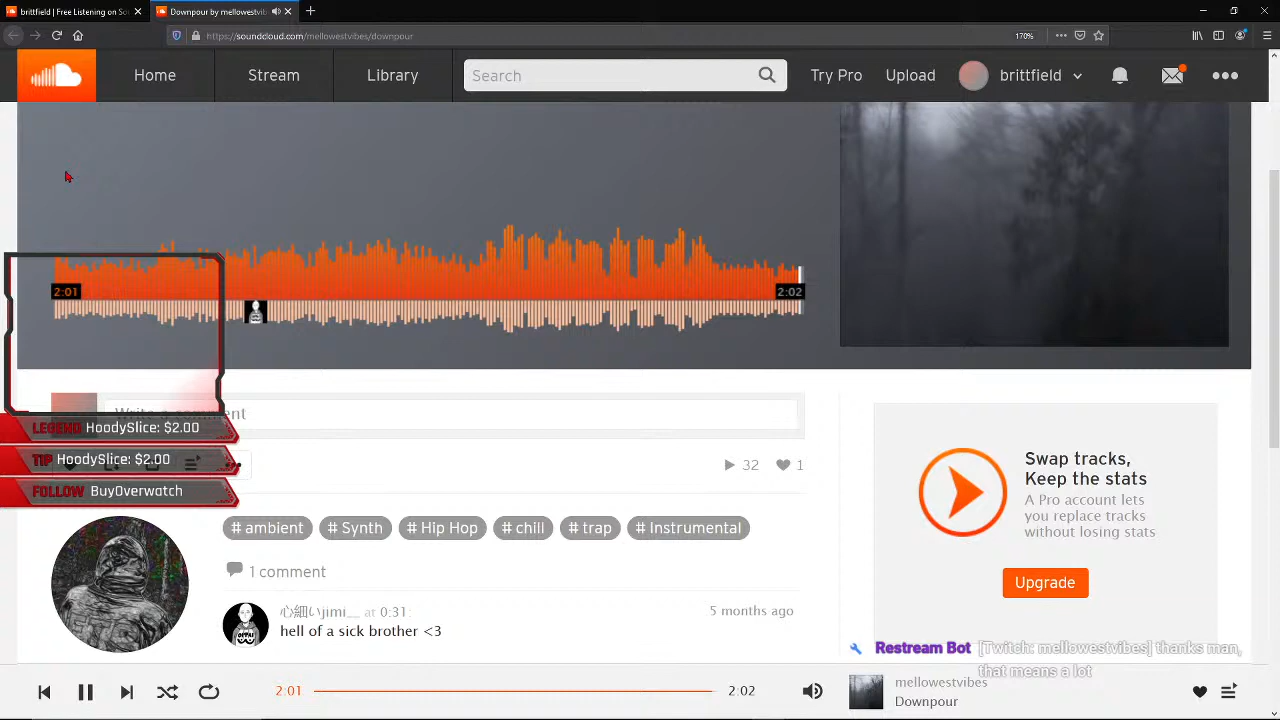 brittfield | Free Listening on So
Downpour by mellowestvib
https://soundcloud.com/mellowestvibes/downpour
170%
Home
Stream
Library
Search
Try Pro
Upload
brittfield
2:01
2:02
Write a comment
LEGEND HoodySlice: $2.00
TIP HoodySlice: $2.00
FOLLOW BuyOverwatch
32
1
# ambient
# Synth
# Hip Hop
# chill
# trap
# Instrumental
1 comment
心細いjimi__ at 0:31:
5 months ago
hell of a sick brother <3
OPPAI
Swap tracks,
Keep the stats
A Pro account lets
you replace tracks
without losing stats
Upgrade
Restream Bot [Twitch: mellowestvibes] thanks man,
that means a lot
2:01
2:02
mellowestvibes
Downpour